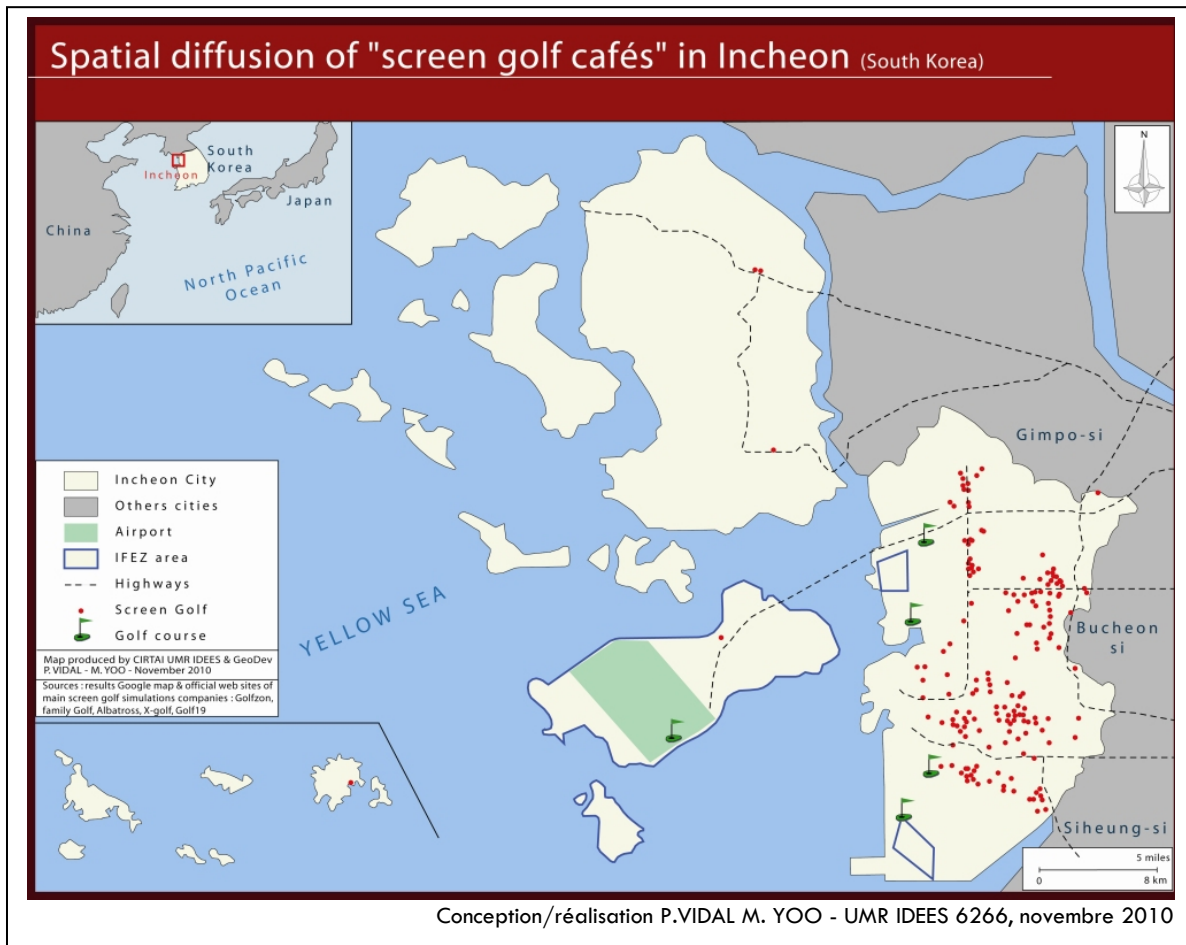 Spatial diffusion of "screen golf cafés" in Incheon (South Korea)
South
Korea
Incheon
Japan
China
North Pacific
Ocean
N
Gimpo-si
Incheon City
Others cities
Airport
IFEZ area
Highways
Screen Golf
Golf course
YELLOW SEA
Bucheon
si
Map produced by CIRTAI UMR IDEES & GeoDev
P. VIDAL - M. YOO - November 2010
Sources : results Google map & official web sites of
main screen golf simulations companies : Golfzon,
family Golf, Albatross, X-golf, Golf19
Siheung-si
5 miles
0 8 km
Conception/réalisation P.VIDAL M. YOO - UMR IDEES 6266, novembre 2010